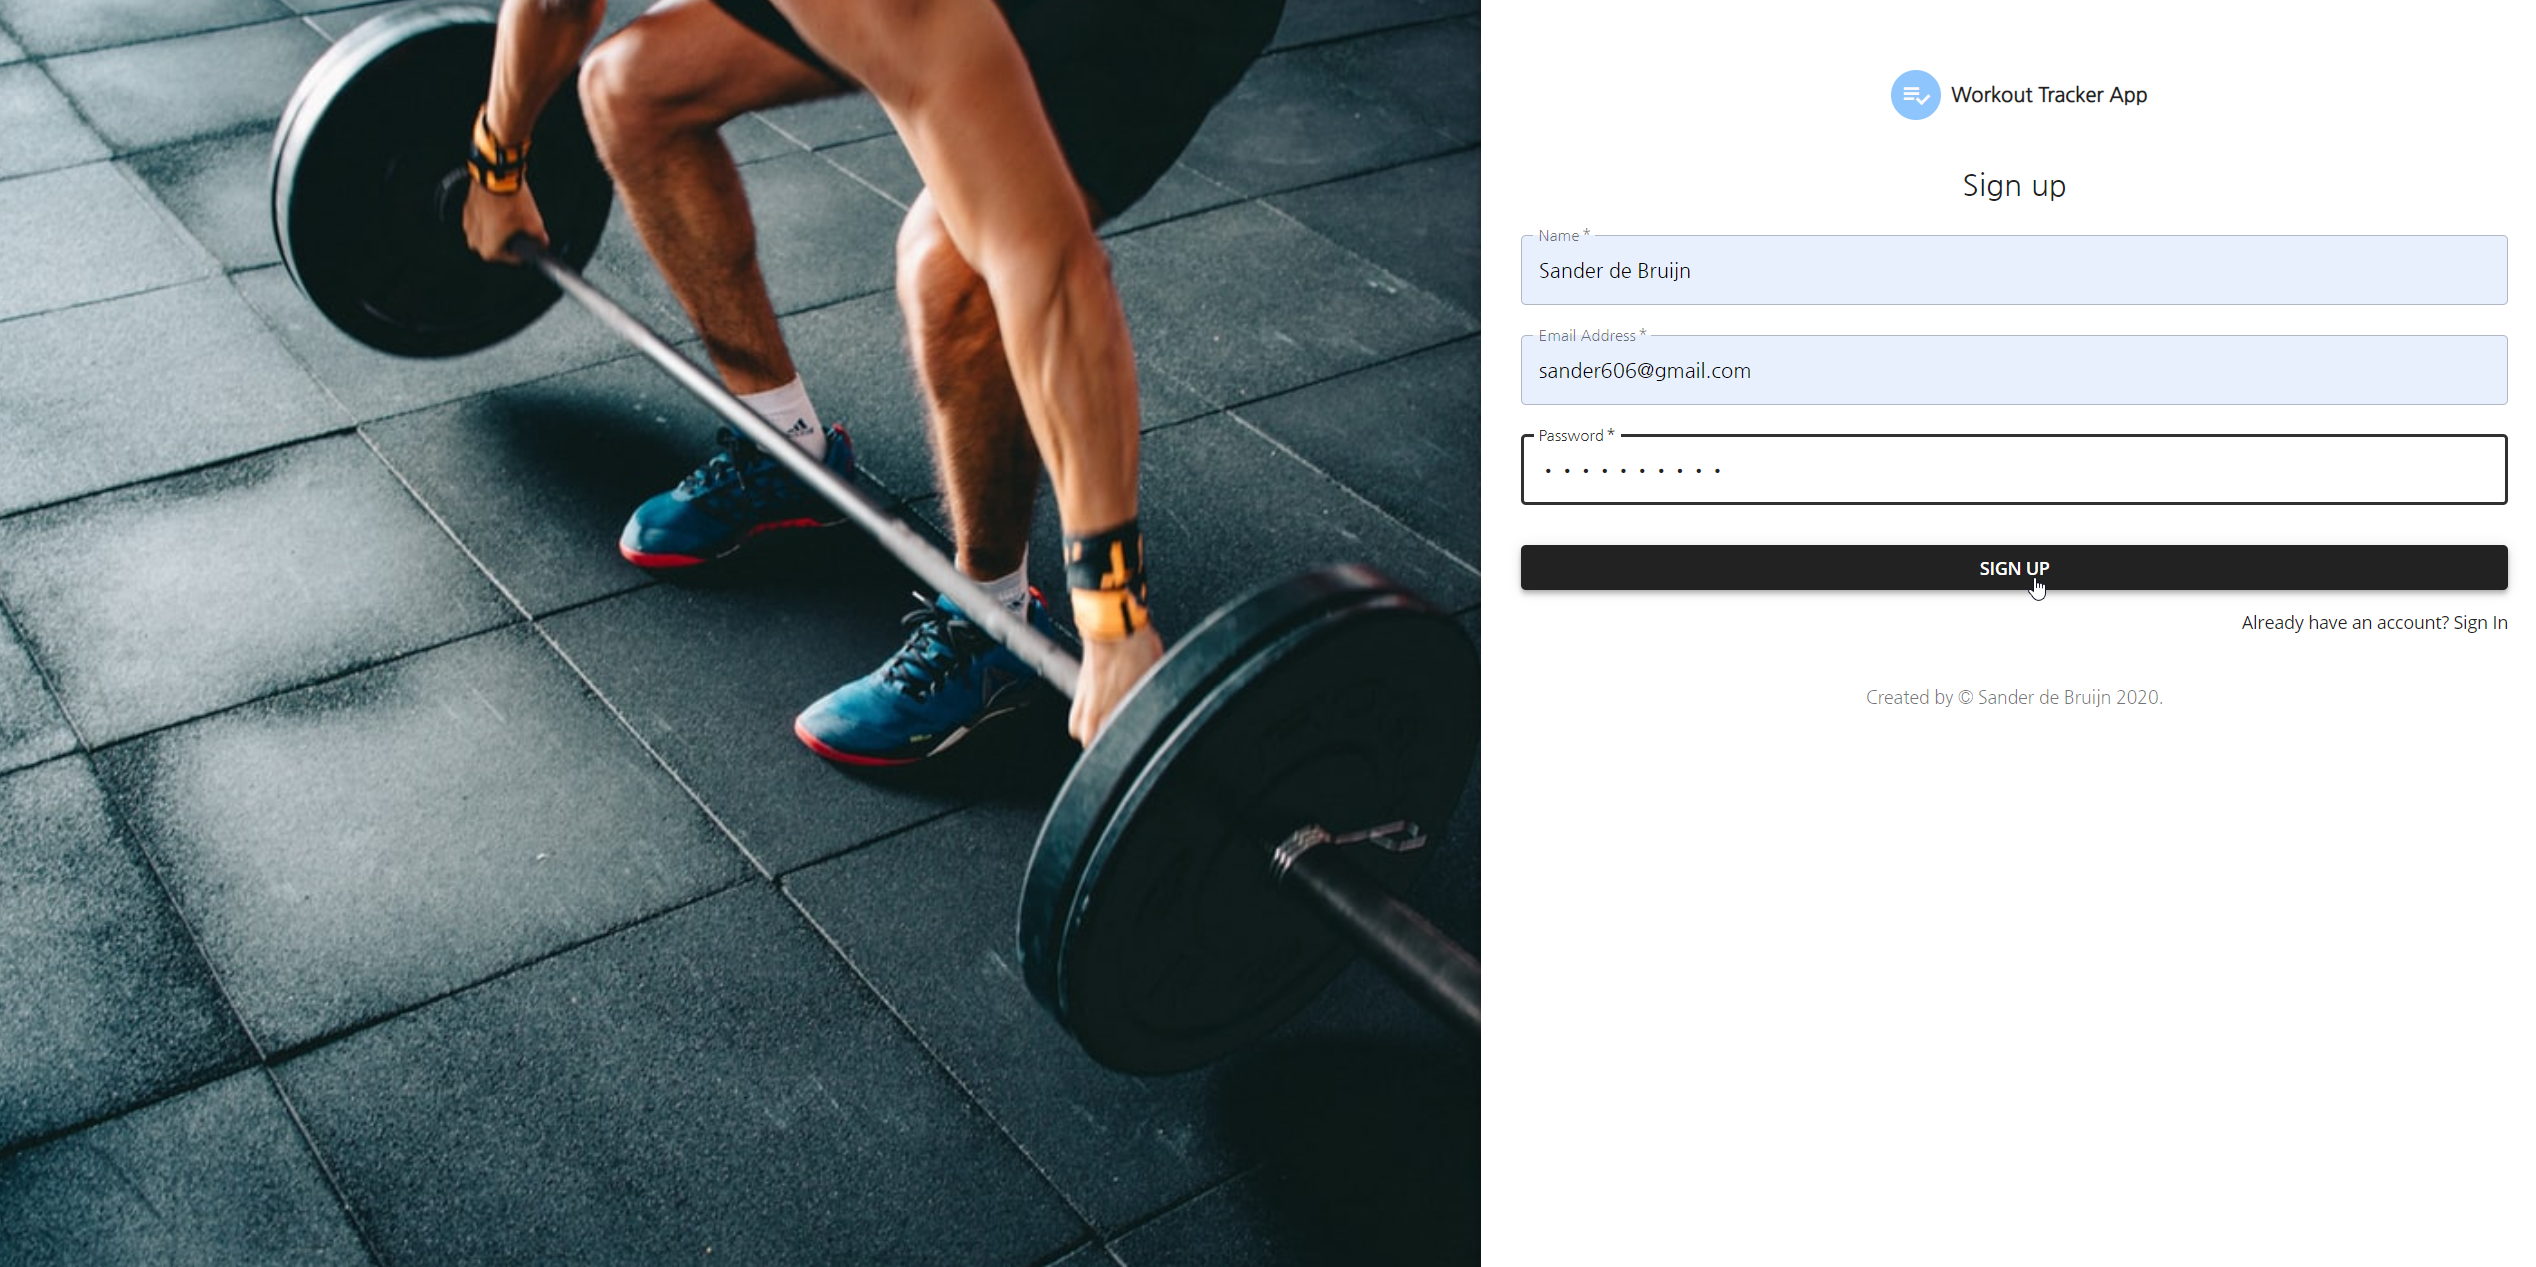 Workout Tracker App
Sign up
Name *
Sander de Bruijn
Email Address *
sander606@gmail.com
Password *
• • • • • • • • • •
SIGN UP
Already have an account? Sign In
Created by © Sander de Bruijn 2020.